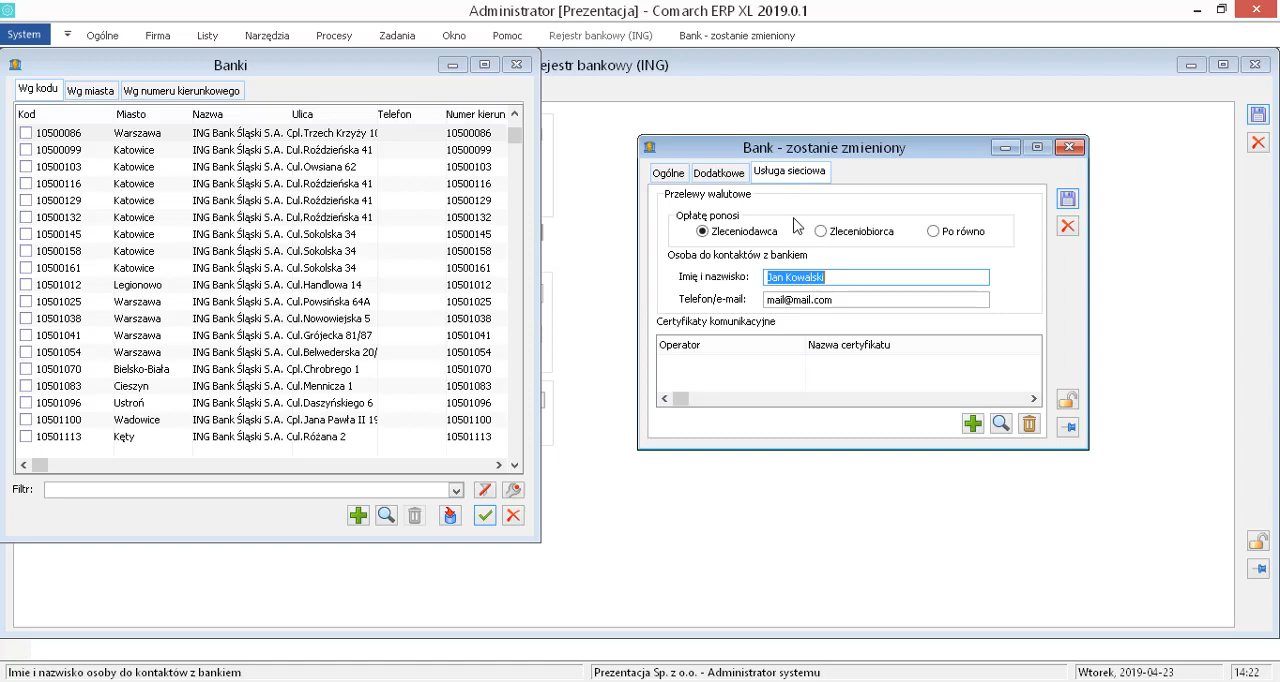 Administrator [Prezentacja] - Comarch ERP XL 2019.0.1
System Ogólne Firma Listy Narzędzia Procesy Zadania Okno Pomoc Rejestr bankowy (ING) Bank - zostanie zmieniony
Banki
ejestr bankowy (ING)
Wg kodu Wg miasta Wg numeru kierunkowego
Kod Miasto Nazwa Ulica Telefon Numer kierun
10500086 Warszawa ING Bank Śląski S.A. C pl.Trzech Krzyży 10 10500086
10500099 Katowice ING Bank Śląski S.A. C ul.Roździeńska 41 10500099
10500103 Katowice ING Bank Śląski S.A. C ul.Owsiana 62 10500103
10500116 Katowice ING Bank Śląski S.A. D ul.Roździeńska 41 10500116
10500129 Katowice ING Bank Śląski S.A. D ul.Roździeńska 41 10500129
10500132 Katowice ING Bank Śląski S.A. D ul.Roździeńska 41 10500132
10500145 Katowice ING Bank Śląski S.A. C ul.Sokolska 34 10500145
10500158 Katowice ING Bank Śląski S.A. C ul.Sokolska 34 10500158
10500161 Katowice ING Bank Śląski S.A. C ul.Sokolska 34 10500161
10501012 Legionowo ING Bank Śląski S.A. C ul.Handlowa 14 10501012
10501025 Warszawa ING Bank Śląski S.A. C ul.Powsińska 64A 10501025
10501038 Warszawa ING Bank Śląski S.A. C ul.Nowowiejska 5 10501038
10501041 Warszawa ING Bank Śląski S.A. C ul.Grójecka 81/87 10501041
10501054 Warszawa ING Bank Śląski S.A. C ul.Belwederska 20/ 10501054
10501070 Bielsko-Biała ING Bank Śląski S.A. C pl.Chrobrego 1 10501070
10501083 Cieszyn ING Bank Śląski S.A. C ul.Mennicza 1 10501083
10501096 Ustroń ING Bank Śląski S.A. C ul.Daszyńskiego 6 10501096
10501100 Wadowice ING Bank Śląski S.A. C pl.Jana Pawła II 19 10501100
10501113 Kęty ING Bank Śląski S.A. C ul.Różana 2 10501113
Filtr:
Bank - zostanie zmieniony
Ogólne Dodatkowe Usługa sieciowa
Przelewy walutowe
Opłatę ponosi
Zleceniodawca Zleceniobiorca Po równo
Osoba do kontaktów z bankiem
Imię i nazwisko: Jan Kowalski
Telefon/e-mail: mail@mail.com
Certyfikaty komunikacyjne
Operator Nazwa certyfikatu
Imie i nazwisko osoby do kontaktów z bankiem
Prezentacja Sp. z o.o. - Administrator systemu
Wtorek, 2019-04-23
14:22